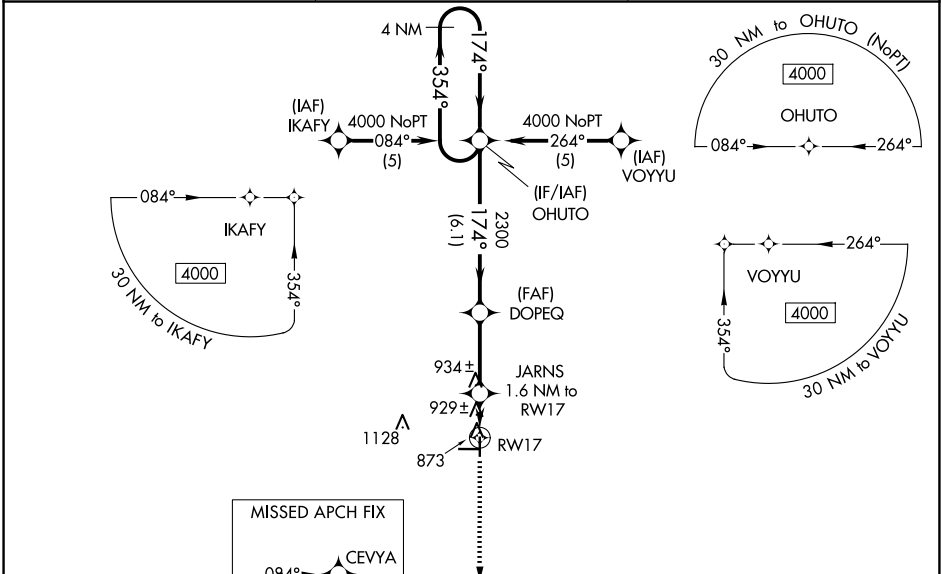 4 NM
174°
354°
(IAF)
IKAFY
4000 NoPT
084°
(5)
4000 NoPT
264°
(5)
(IAF)
VOYYU
(IF/IAF)
OHUTO
2300
174°
(6.1)
30 NM to OHUTO (NoPT)
4000
OHUTO
084°
264°
084°
IKAFY
4000
354°
30 NM to IKAFY
264°
VOYYU
4000
354°
30 NM to VOYYU
(FAF)
DOPEQ
934±
JARNS
1.6 NM to
RW17
929±
1128
873
RW17
MISSED APCH FIX
CEVYA
084°